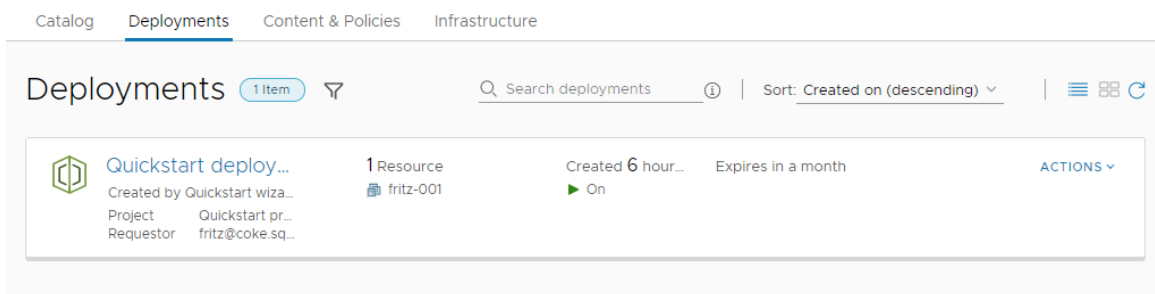 Catalog Deployments Content & Policies Infrastructure
Deployments 1 Item Search deployments Sort: Created on (descending)
Quickstart deploy... 1 Resource Created 6 hour... Expires in a month ACTIONS
Created by Quickstart wiza... fritz-001 On
Project Quickstart pr...
Requestor fritz@coke.sq...